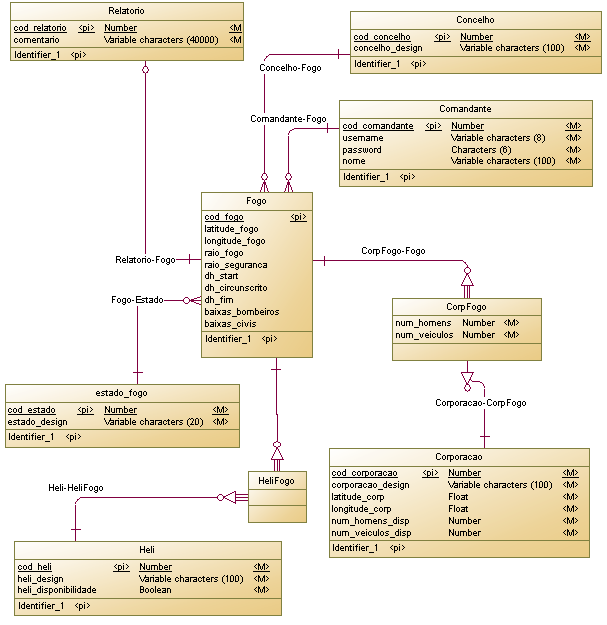 Relatorio
cod_relatorio <pi> Number <M
comentario Variable characters (40000) <M
Identifier_1 <pi>
Concelho
cod_concelho <pi> Number <M>
concelho_design Variable characters (100) <M>
Identifier_1 <pi>
Concelho-Fogo
Comandante
cod_comandante <pi> Number <M>
username Variable characters (8) <M>
password Characters (6) <M>
nome Variable characters (100) <M>
Identifier_1 <pi>
Comandante-Fogo
Fogo
cod_fogo <pi>
latitude_fogo
longitude_fogo
raio_fogo
raio_seguranca
dh_start
dh_circunscrito
dh_fim
baixas_bombeiros
baixas_civis
Identifier_1 <pi>
Relatorio-Fogo
CorpFogo-Fogo
Fogo-Estado
CorpFogo
num_homens Number <M>
num_veiculos Number <M>
estado_fogo
cod_estado <pi> Number <M>
estado_design Variable characters (20) <M>
Identifier_1 <pi>
Corporacao-CorpFogo
Corporacao
cod_corporacao <pi> Number <M>
corporacao_design Variable characters (100) <M>
latitude_corp Float <M>
longitude_corp Float <M>
num_homens_disp Number <M>
num_veiculos_disp Number <M>
Identifier_1 <pi>
HeliFogo
Heli-HeliFogo
Heli
cod_heli <pi> Number <M>
heli_design Variable characters (100) <M>
heli_disponibilidade Boolean <M>
Identifier_1 <pi>